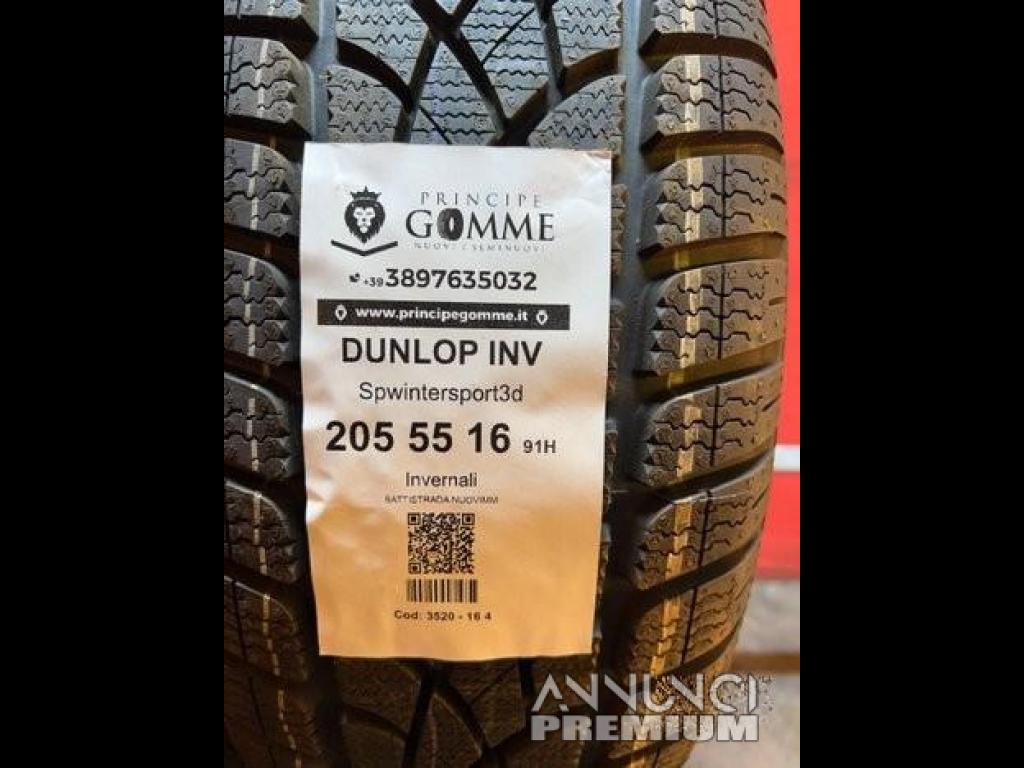 PRINCIPE
GOMME
NUOVI E SEMINUOVI
+39 3897635032
www.principegomme.it
DUNLOP INV
Spwintersport3d
205 55 16 91H
Invernali
BATTISTRADA NUOVIMM
Cod: 3520 - 16 4
ANNUNCI
PREMIUM